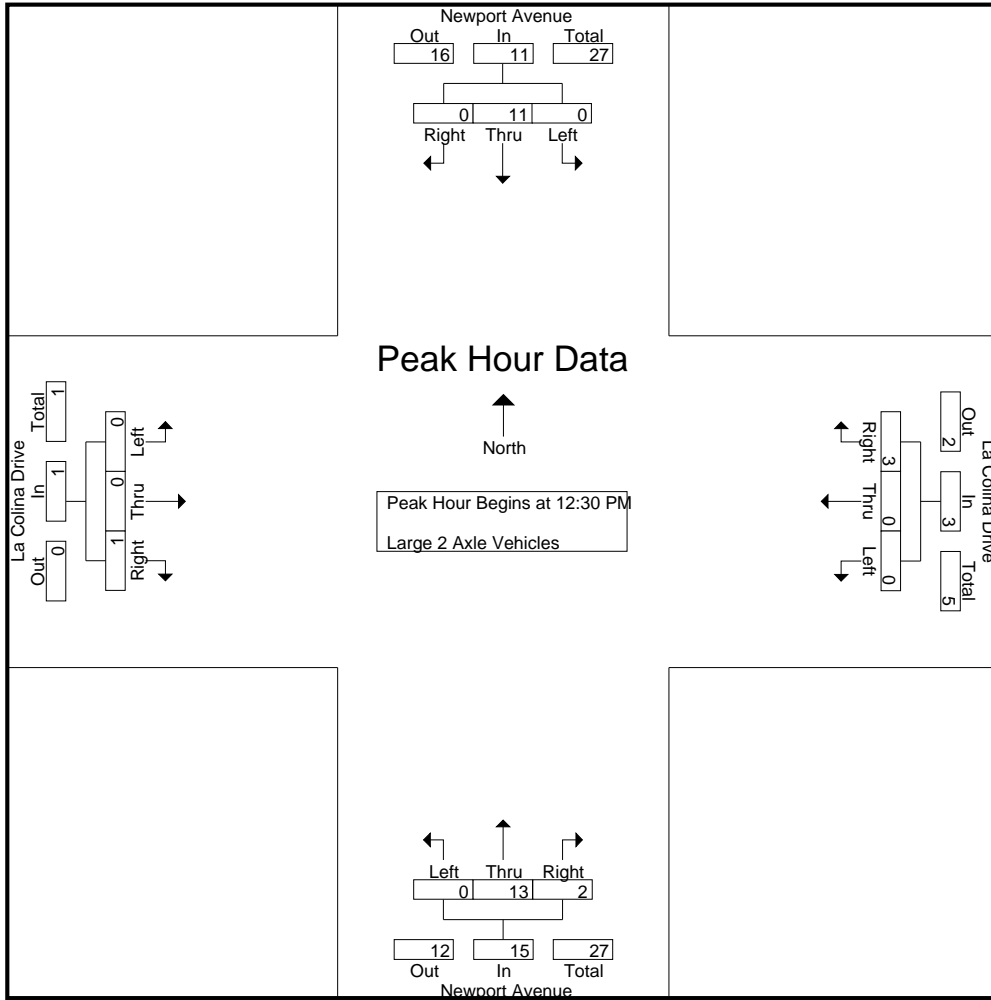 Newport Avenue
Out In Total
16 11 27
0 11 0
Right Thru Left
Peak Hour Data
North
Peak Hour Begins at 12:30 PM
Large 2 Axle Vehicles
La Colina Drive
Out In Total
0 1 1
1 0 0
Right Thru Left
La Colina Drive
Out In Total
2 3 5
3 0 0
Right Thru Left
Left Thru Right
0 13 2
12 15 27
Out In Total
Newport Avenue